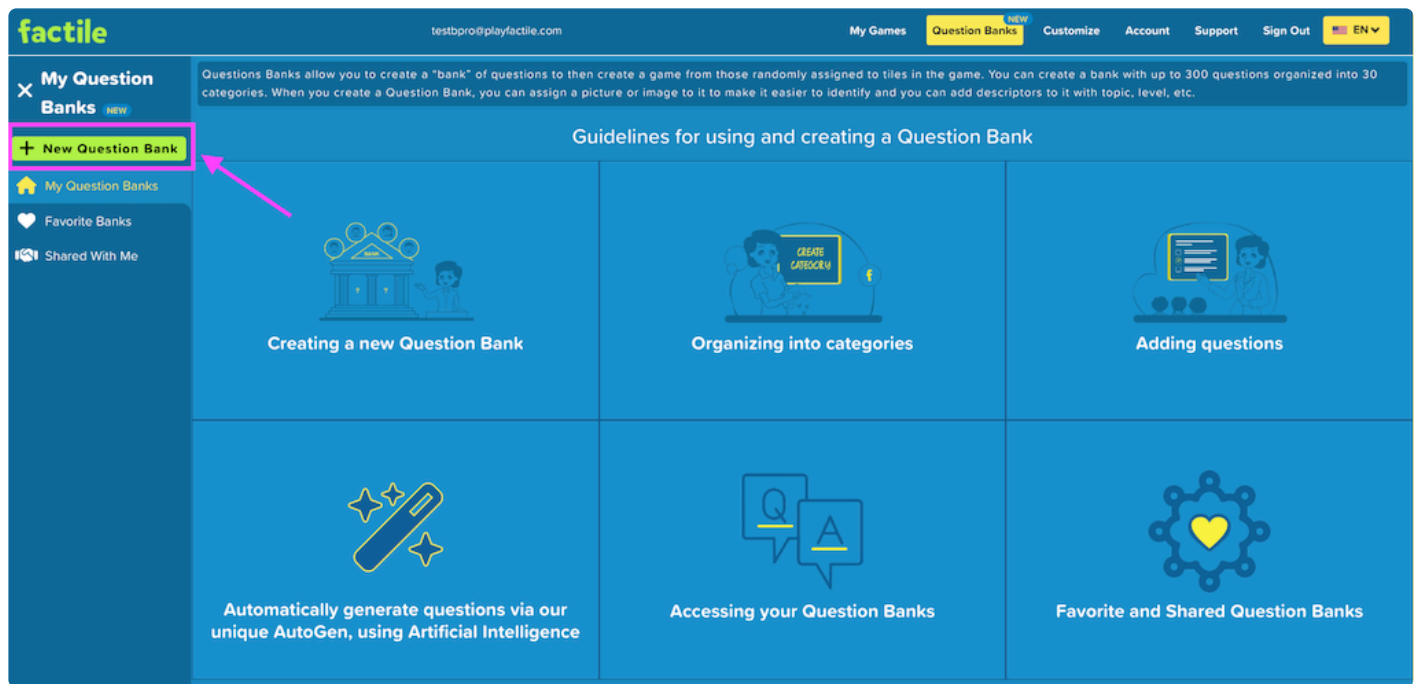 factile
testbpro@playfactile.com
My Games
Question Banks
NEW
Customize
Account
Support
Sign Out
EN
My Question
Banks NEW
+ New Question Bank
My Question Banks
Favorite Banks
Shared With Me
Questions Banks allow you to create a "bank" of questions to then create a game from those randomly assigned to tiles in the game. You can create a bank with up to 300 questions organized into 30
categories. When you create a Question Bank, you can assign a picture or image to it to make it easier to identify and you can add descriptors to it with topic, level, etc.
Guidelines for using and creating a Question Bank
BANK
? ?
Creating a new Question Bank
CREATE
CATEGORY
f
Organizing into categories
Adding questions
Automatically generate questions via our
unique AutoGen, using Artificial Intelligence
Q
A
Accessing your Question Banks
Favorite and Shared Question Banks